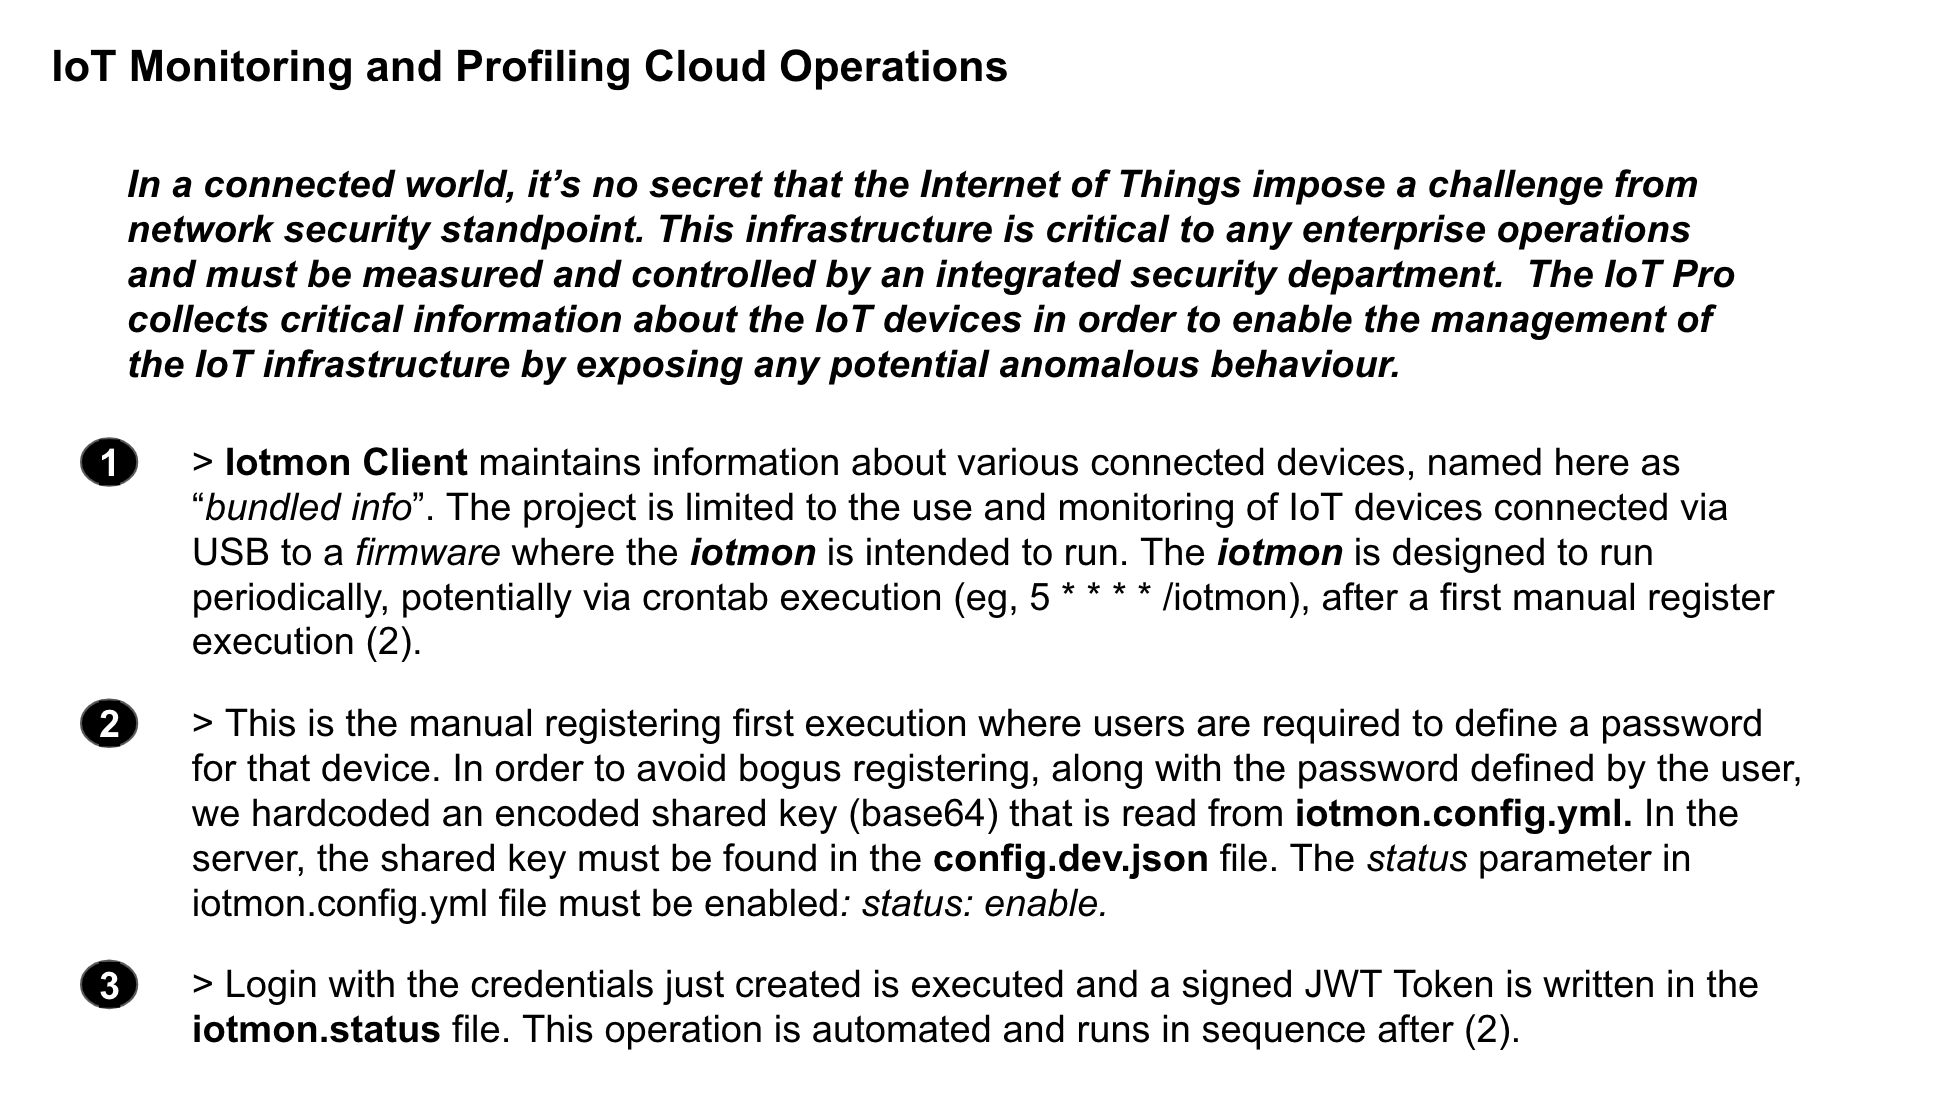 IoT Monitoring and Profiling Cloud Operations
In a connected world, it’s no secret that the Internet of Things impose a challenge from
network security standpoint. This infrastructure is critical to any enterprise operations
and must be measured and controlled by an integrated security department.  The IoT Pro
collects critical information about the IoT devices in order to enable the management of
the IoT infrastructure by exposing any potential anomalous behaviour.
1 > Iotmon Client maintains information about various connected devices, named here as
“bundled info”. The project is limited to the use and monitoring of IoT devices connected via
USB to a firmware where the iotmon is intended to run. The iotmon is designed to run
periodically, potentially via crontab execution (eg, 5 * * * * /iotmon), after a first manual register
execution (2).
2 > This is the manual registering first execution where users are required to define a password
for that device. In order to avoid bogus registering, along with the password defined by the user,
we hardcoded an encoded shared key (base64) that is read from iotmon.config.yml. In the
server, the shared key must be found in the config.dev.json file. The status parameter in
iotmon.config.yml file must be enabled: status: enable.
3 > Login with the credentials just created is executed and a signed JWT Token is written in the
iotmon.status file. This operation is automated and runs in sequence after (2).